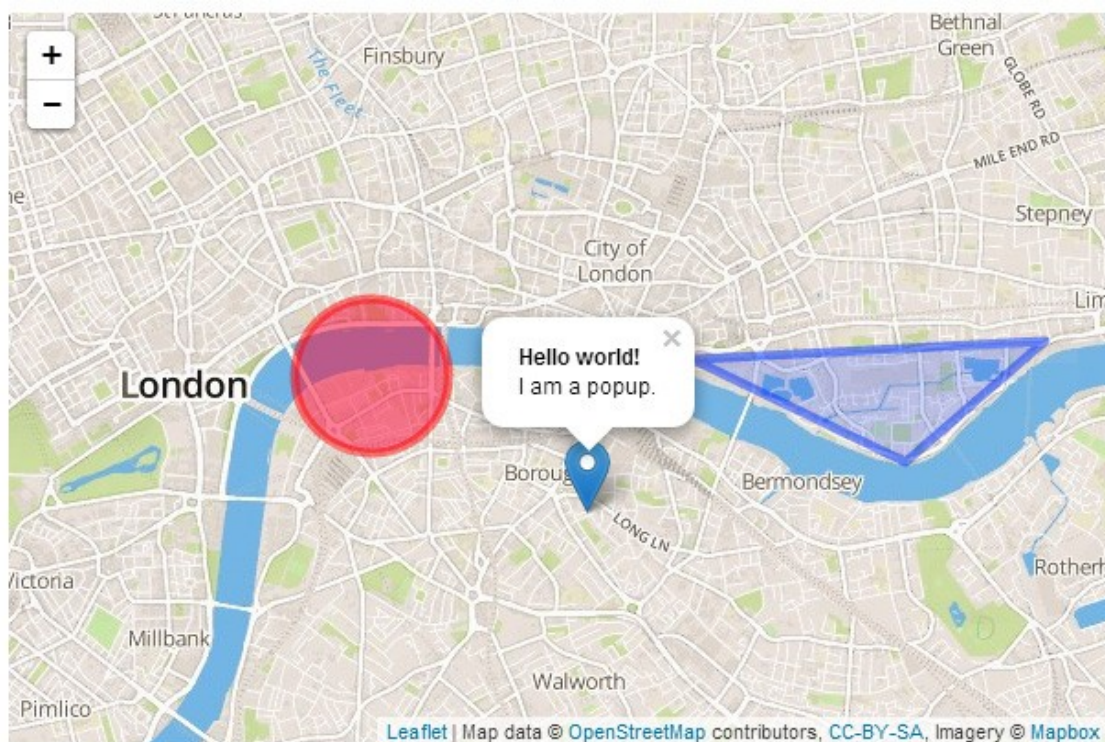 +
−
Finsbury
The Fleet
Bethnal
Green
GLOBE RD
MILE END RD
Stepney
City of
London
London
Hello world!
I am a popup.
×
Bermondsey
LONG LN
Victoria
Millbank
Walworth
Pimlico
Leaflet | Map data © OpenStreetMap contributors, CC-BY-SA, Imagery © Mapbox